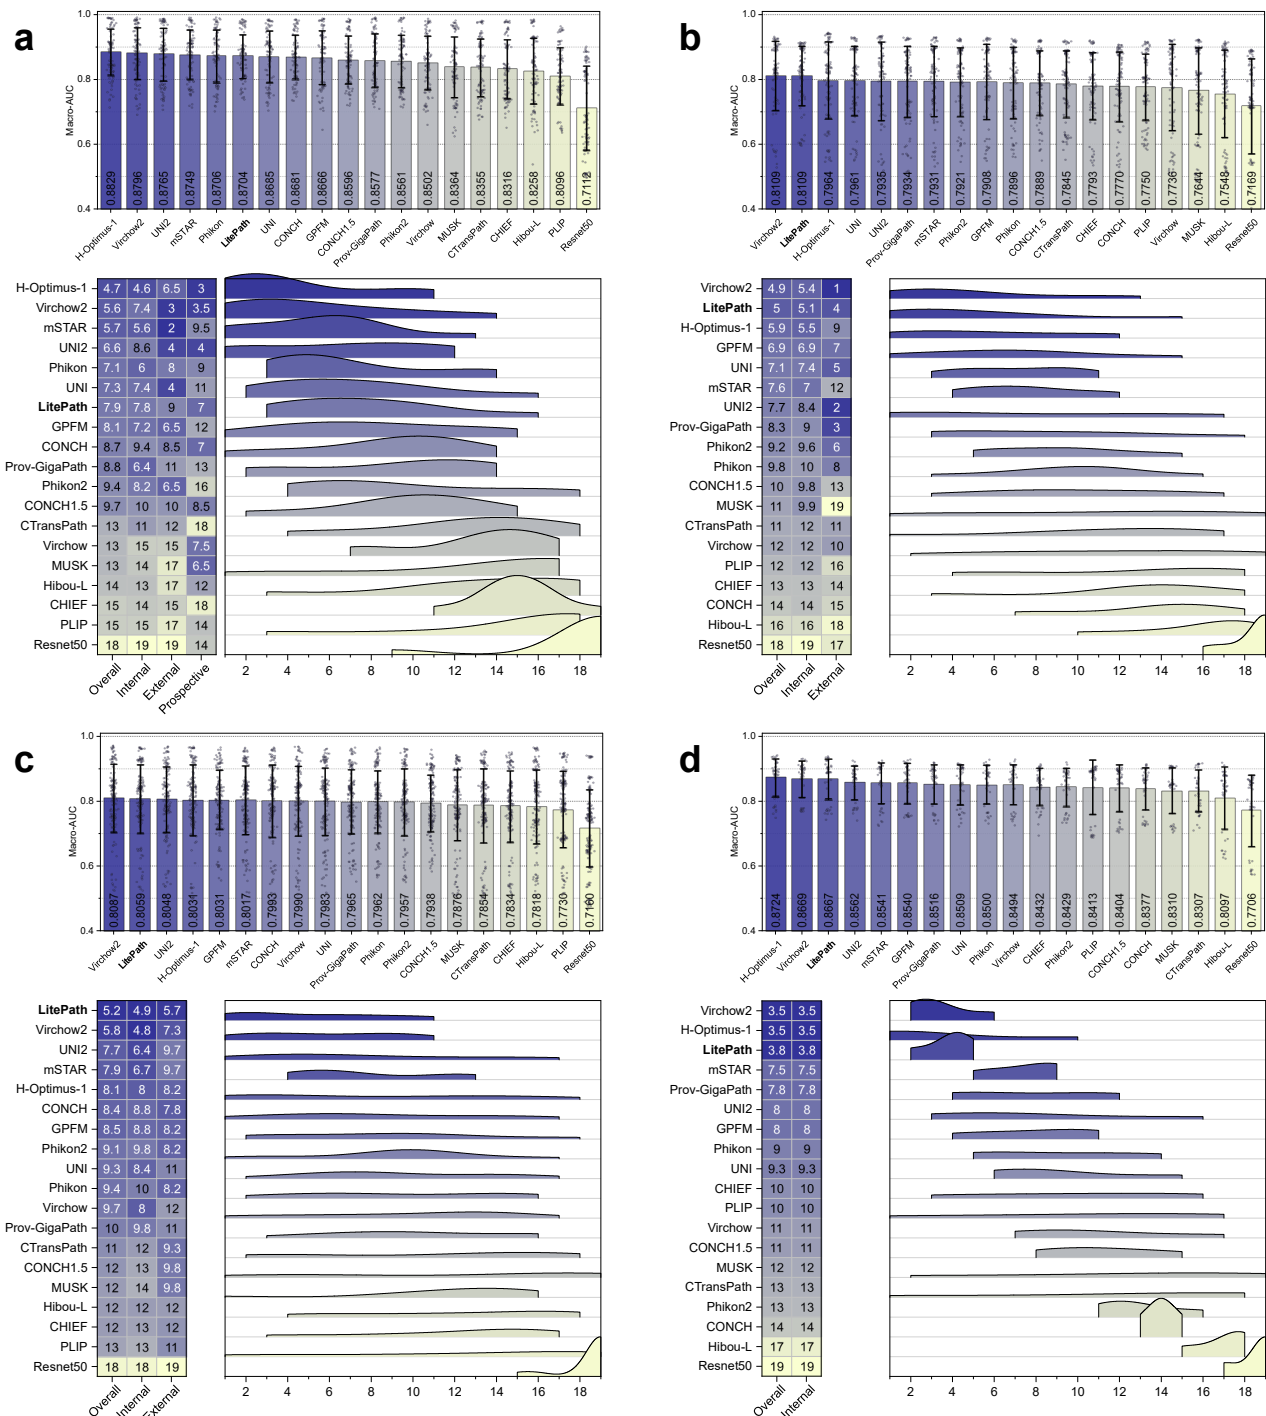 a
Macro-AUC
1.0
0.8
0.6
0.4
0.8829 0.8796 0.8765 0.8749 0.8706 0.8704 0.8685 0.8681 0.8666 0.8596 0.8577 0.8561 0.8502 0.8364 0.8355 0.8316 0.8258 0.8096 0.7112
H-Optimus-1 Virchow2 UNI2 mSTAR Phikon LitePath UNI CONCH GPFM CONCH1.5 Prov-GigaPath Phikon2 Virchow MUSK CTransPath CHIEF Hibou-L PLIP Resnet50
H-Optimus-1 4.7 4.6 6.5 3
Virchow2 5.6 7.4 3 3.5
mSTAR 5.7 5.6 2 9.5
UNI2 6.6 8.6 4 4
Phikon 7.1 6 8 9
UNI 7.3 7.4 4 11
LitePath 7.9 7.8 9 7
GPFM 8.1 7.2 6.5 12
CONCH 8.7 9.4 8.5 7
Prov-GigaPath 8.8 6.4 11 13
Phikon2 9.4 8.2 6.5 16
CONCH1.5 9.7 10 10 8.5
CTransPath 13 11 12 18
Virchow 13 15 15 7.5
MUSK 13 14 17 6.5
Hibou-L 14 13 17 12
CHIEF 15 14 15 18
PLIP 15 15 17 14
Resnet50 18 19 19 14
Overall Internal External Prospective
2 4 6 8 10 12 14 16 18
b
Macro-AUC
1.0
0.8
0.6
0.4
0.8109 0.8109 0.7964 0.7961 0.7935 0.7934 0.7931 0.7921 0.7908 0.7896 0.7889 0.7845 0.7793 0.7770 0.7750 0.7736 0.7644 0.7548 0.7169
Virchow2 LitePath H-Optimus-1 UNI UNI2 Prov-GigaPath mSTAR Phikon2 GPFM Phikon CONCH1.5 CTransPath CHIEF CONCH PLIP Virchow MUSK Hibou-L Resnet50
Virchow2 4.9 5.4 1
LitePath 5 5.1 4
H-Optimus-1 5.9 5.5 9
GPFM 6.9 6.9 7
UNI 7.1 7.4 5
mSTAR 7.6 7 12
UNI2 7.7 8.4 2
Prov-GigaPath 8.3 9 3
Phikon2 9.2 9.6 6
Phikon 9.8 10 8
CONCH1.5 10 9.8 13
MUSK 11 9.9 19
CTransPath 11 12 11
Virchow 12 12 10
PLIP 12 12 16
CHIEF 13 13 14
CONCH 14 14 15
Hibou-L 16 16 18
Resnet50 18 19 17
Overall Internal External
2 4 6 8 10 12 14 16 18
c
Macro-AUC
1.0
0.8
0.6
0.4
0.8087 0.8059 0.8048 0.8031 0.8031 0.8017 0.7993 0.7990 0.7983 0.7965 0.7962 0.7957 0.7938 0.7876 0.7854 0.7834 0.7818 0.7730 0.7160
Virchow2 LitePath UNI2 H-Optimus-1 GPFM mSTAR CONCH Virchow UNI Prov-GigaPath Phikon Phikon2 CONCH1.5 MUSK CTransPath CHIEF Hibou-L PLIP Resnet50
LitePath 5.2 4.9 5.7
Virchow2 5.8 4.8 7.3
UNI2 7.7 6.4 9.7
mSTAR 7.9 6.7 9.7
H-Optimus-1 8.1 8 8.2
CONCH 8.4 8.8 7.8
GPFM 8.5 8.8 8.2
Phikon2 9.1 9.8 8.2
UNI 9.3 8.4 11
Phikon 9.4 10 8.2
Virchow 9.7 8 12
Prov-GigaPath 10 9.8 11
CTransPath 11 12 9.3
CONCH1.5 12 13 9.8
MUSK 12 14 9.8
Hibou-L 12 12 12
CHIEF 12 13 12
PLIP 13 13 11
Resnet50 18 18 19
Overall Internal External
2 4 6 8 10 12 14 16 18
d
Macro-AUC
1.0
0.8
0.6
0.4
0.8724 0.8669 0.8667 0.8562 0.8541 0.8540 0.8516 0.8509 0.8500 0.8494 0.8432 0.8429 0.8413 0.8404 0.8377 0.8310 0.8307 0.8097 0.7706
H-Optimus-1 Virchow2 LitePath UNI2 mSTAR GPFM Prov-GigaPath UNI Phikon Virchow CHIEF Phikon2 PLIP CONCH1.5 CONCH MUSK CTransPath Hibou-L Resnet50
Virchow2 3.5 3.5
H-Optimus-1 3.5 3.5
LitePath 3.8 3.8
mSTAR 7.5 7.5
Prov-GigaPath 7.8 7.8
UNI2 8 8
GPFM 8 8
Phikon 9 9
UNI 9.3 9.3
CHIEF 10 10
PLIP 10 10
Virchow 11 11
CONCH1.5 11 11
MUSK 12 12
CTransPath 13 13
Phikon2 13 13
CONCH 14 14
Hibou-L 17 17
Resnet50 19 19
Overall Internal
2 4 6 8 10 12 14 16 18